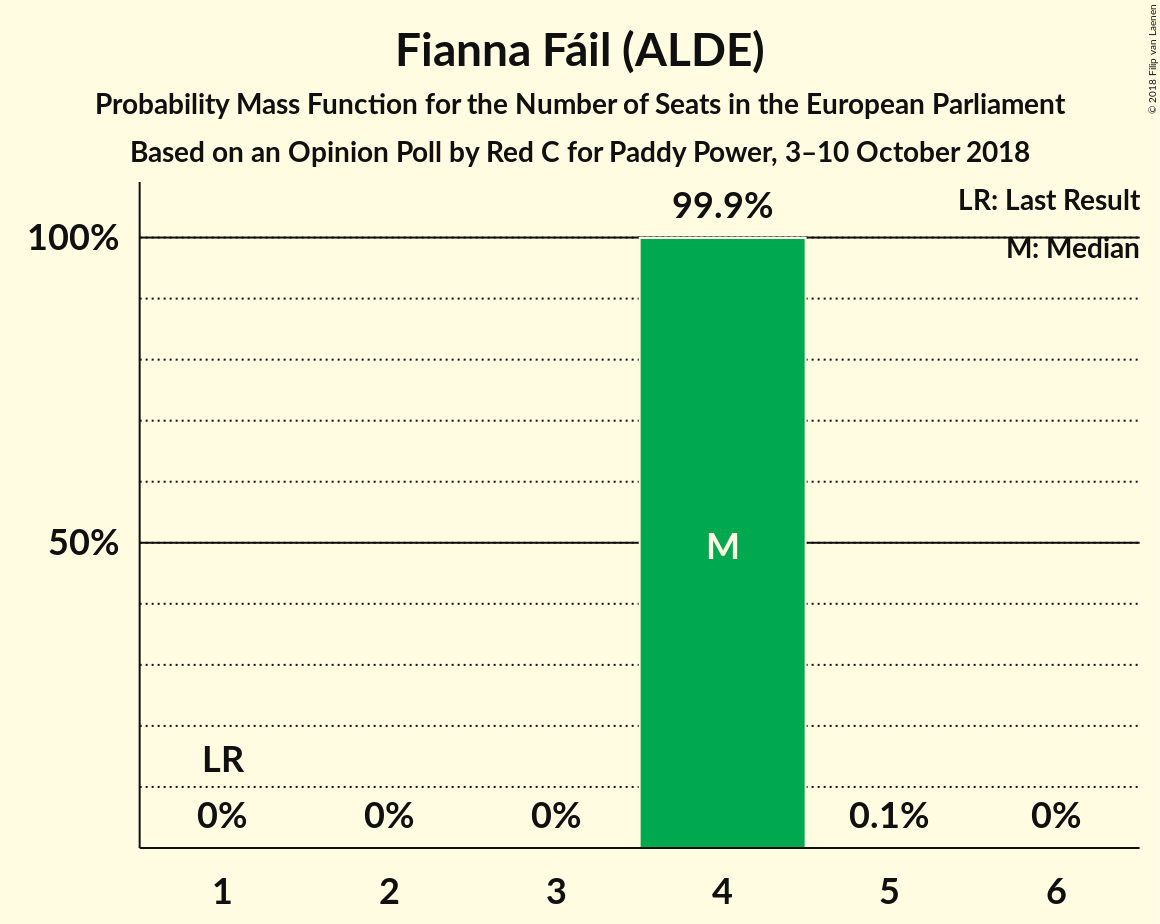 Fianna Fáil (ALDE)
Probability Mass Function for the Number of Seats in the European Parliament
Based on an Opinion Poll by Red C for Paddy Power, 3–10 October 2018
© 2018 Filip van Laenen
LR: Last Result
M: Median
99.9%
100%
50%
M
LR
0%
0%
0%
0.1%
0%
1
2
3
4
5
6